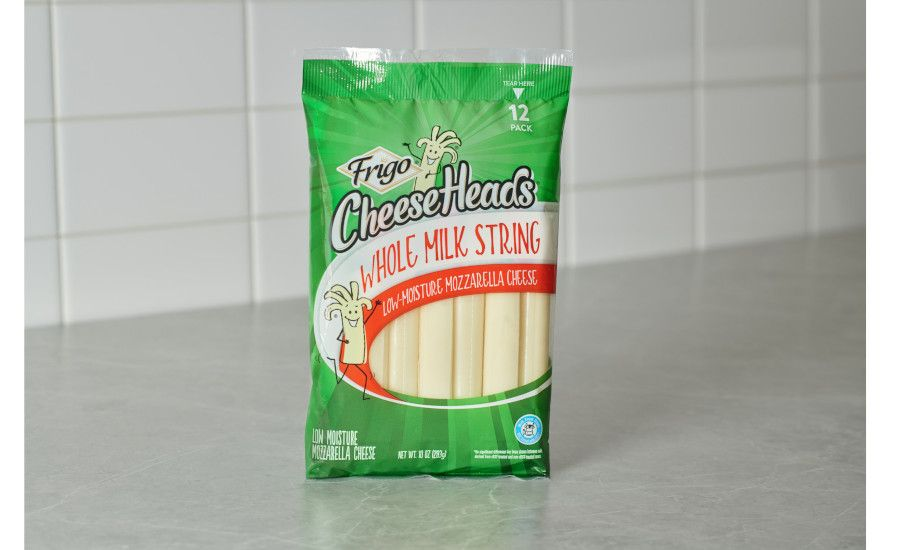 TEAR HERE
12
PACK
Frigo
CheeseHeads
WHOLE MILK STRING
LOW-MOISTURE MOZZARELLA CHEESE
LOW MOISTURE
MOZZARELLA CHEESE
NET WT. 10 OZ (283g)